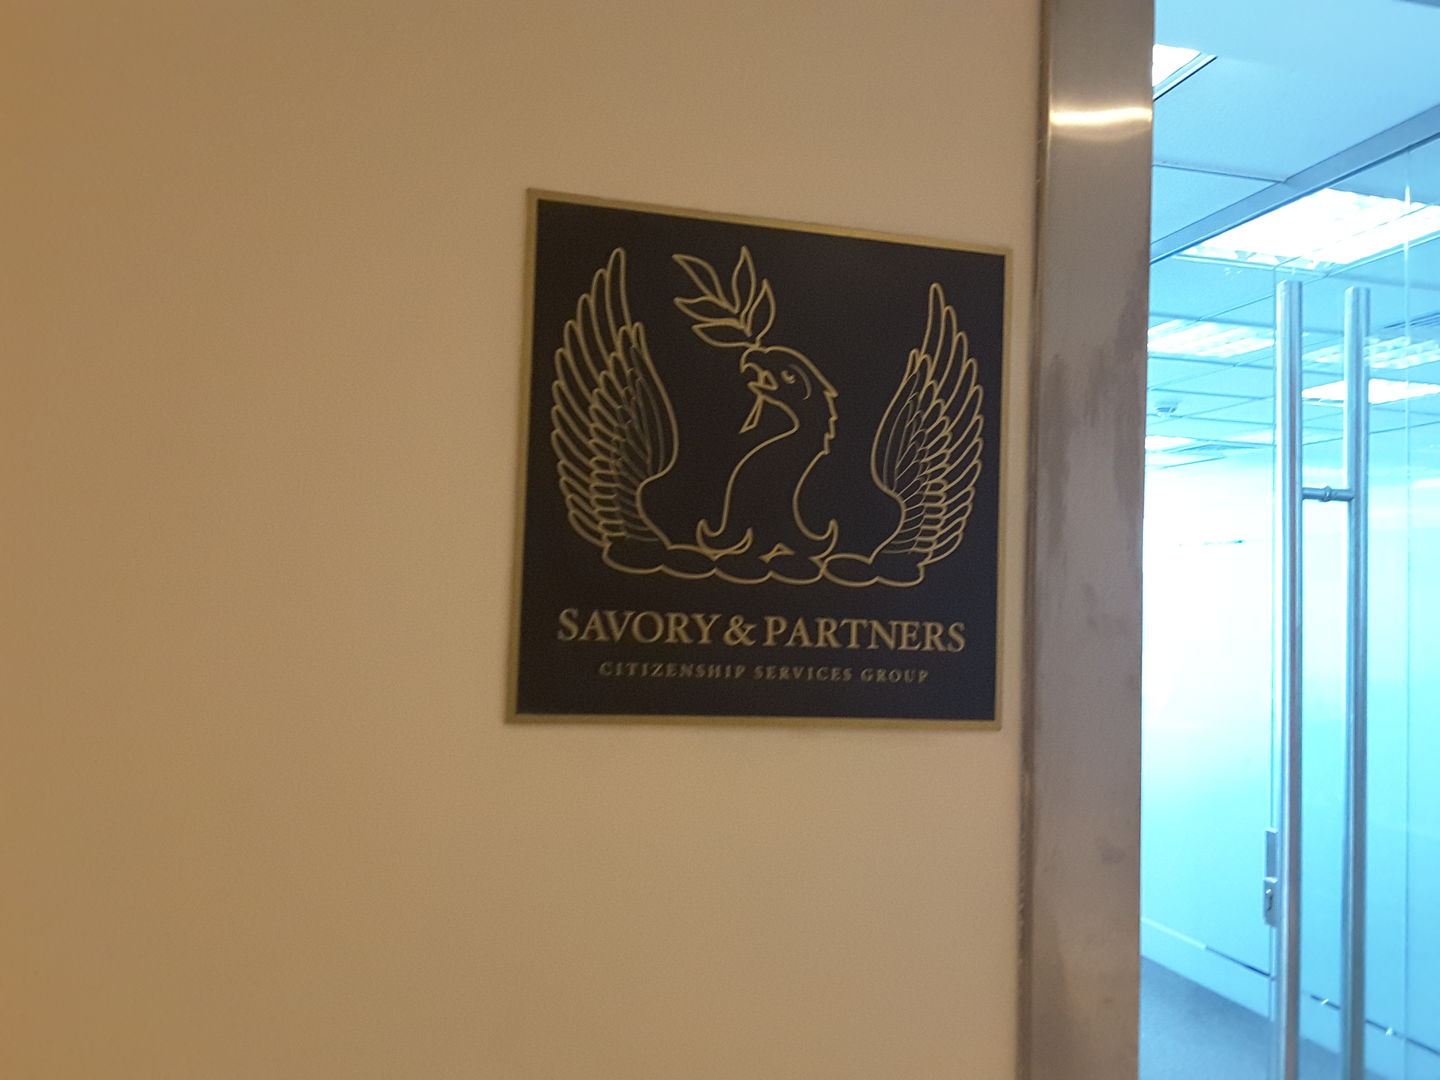 SAVORY & PARTNERS
CITIZENSHIP SERVICES GROUP